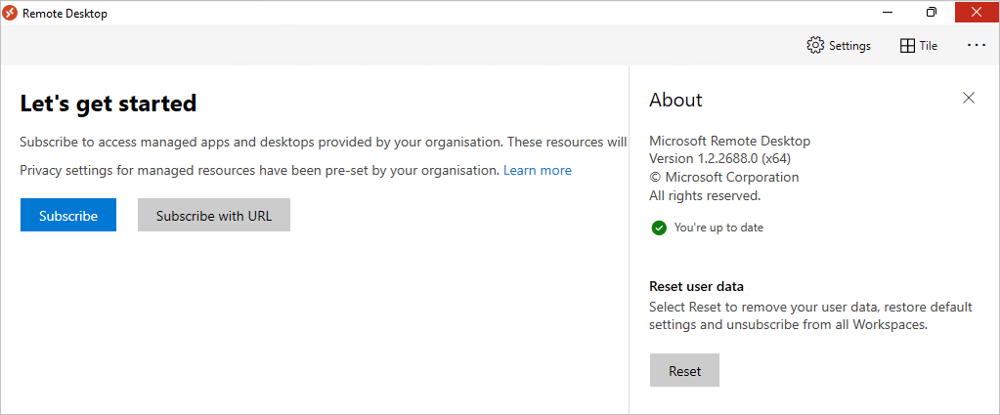 Remote Desktop
Settings
Tile
Let's get started
Subscribe to access managed apps and desktops provided by your organisation. These resources will
Privacy settings for managed resources have been pre-set by your organisation. Learn more
Subscribe
Subscribe with URL
About
Microsoft Remote Desktop
Version 1.2.2688.0 (x64)
© Microsoft Corporation
All rights reserved.
You're up to date
Reset user data
Select Reset to remove your user data, restore default
settings and unsubscribe from all Workspaces.
Reset